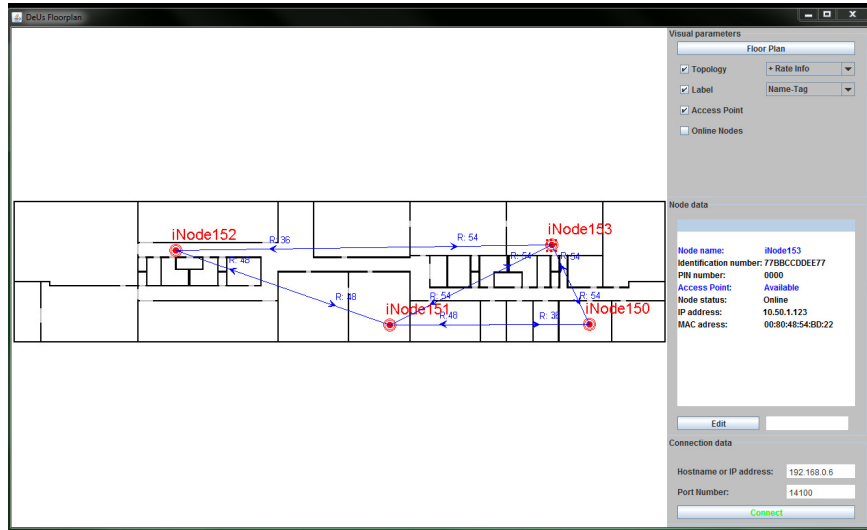 DeUs Floorplan
Visual parameters
Floor Plan
Topology
+ Rate Info
Label
Name-Tag
Access Point
Online Nodes
iNode152
iNode153
R: 36
R: 54
R: 48
R: 54
R: 54
R: 48
R: 54
R: 54
iNode151
iNode150
R: 48
R: 36
Node data
Node name: iNode153
Identification number: 77BBCCDDEE77
PIN number: 0000
Access Point: Available
Node status: Online
IP address: 10.50.1.123
MAC adress: 00:80:48:54:BD:22
Edit
Connection data
Hostname or IP address: 192.168.0.6
Port Number: 14100
Connect